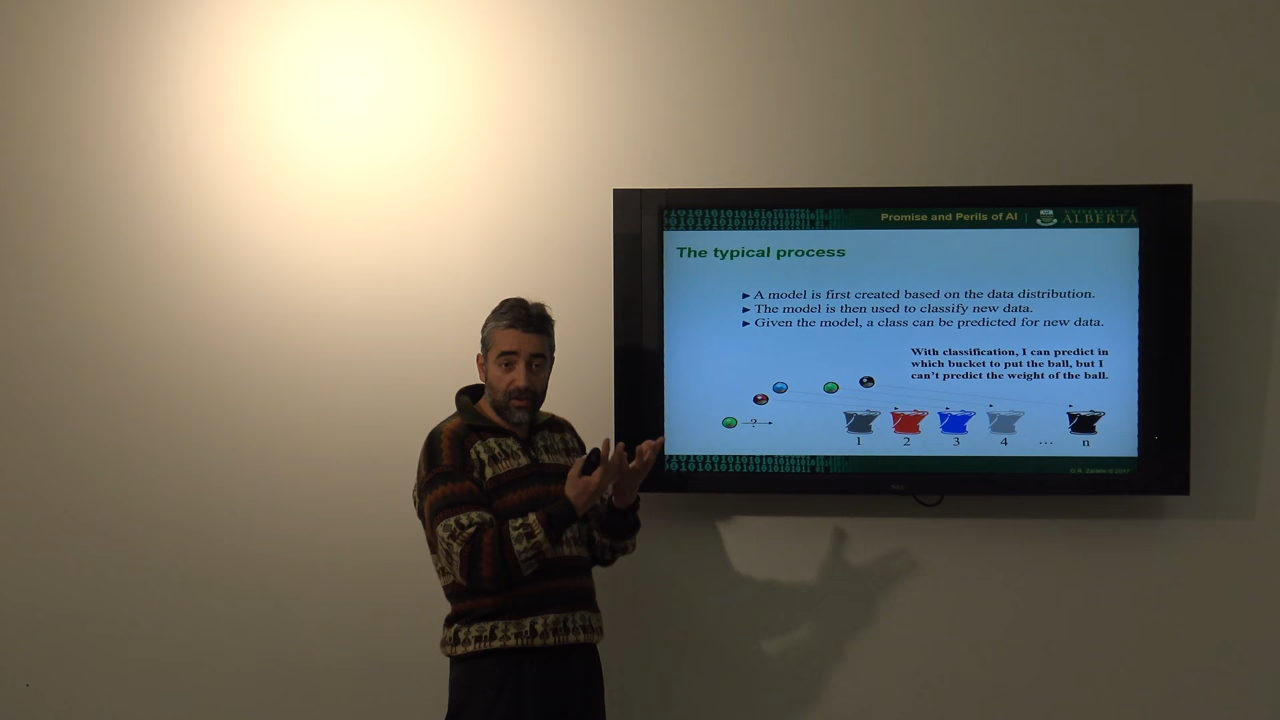 Promise and Perils of AI
UNIVERSITY OF
ALBERTA
The typical process
► A model is first created based on the data distribution.
► The model is then used to classify new data.
► Given the model, a class can be predicted for new data.
With classification, I can predict in
which bucket to put the ball, but I
can't predict the weight of the ball.
?
1 2 3 4 ... n